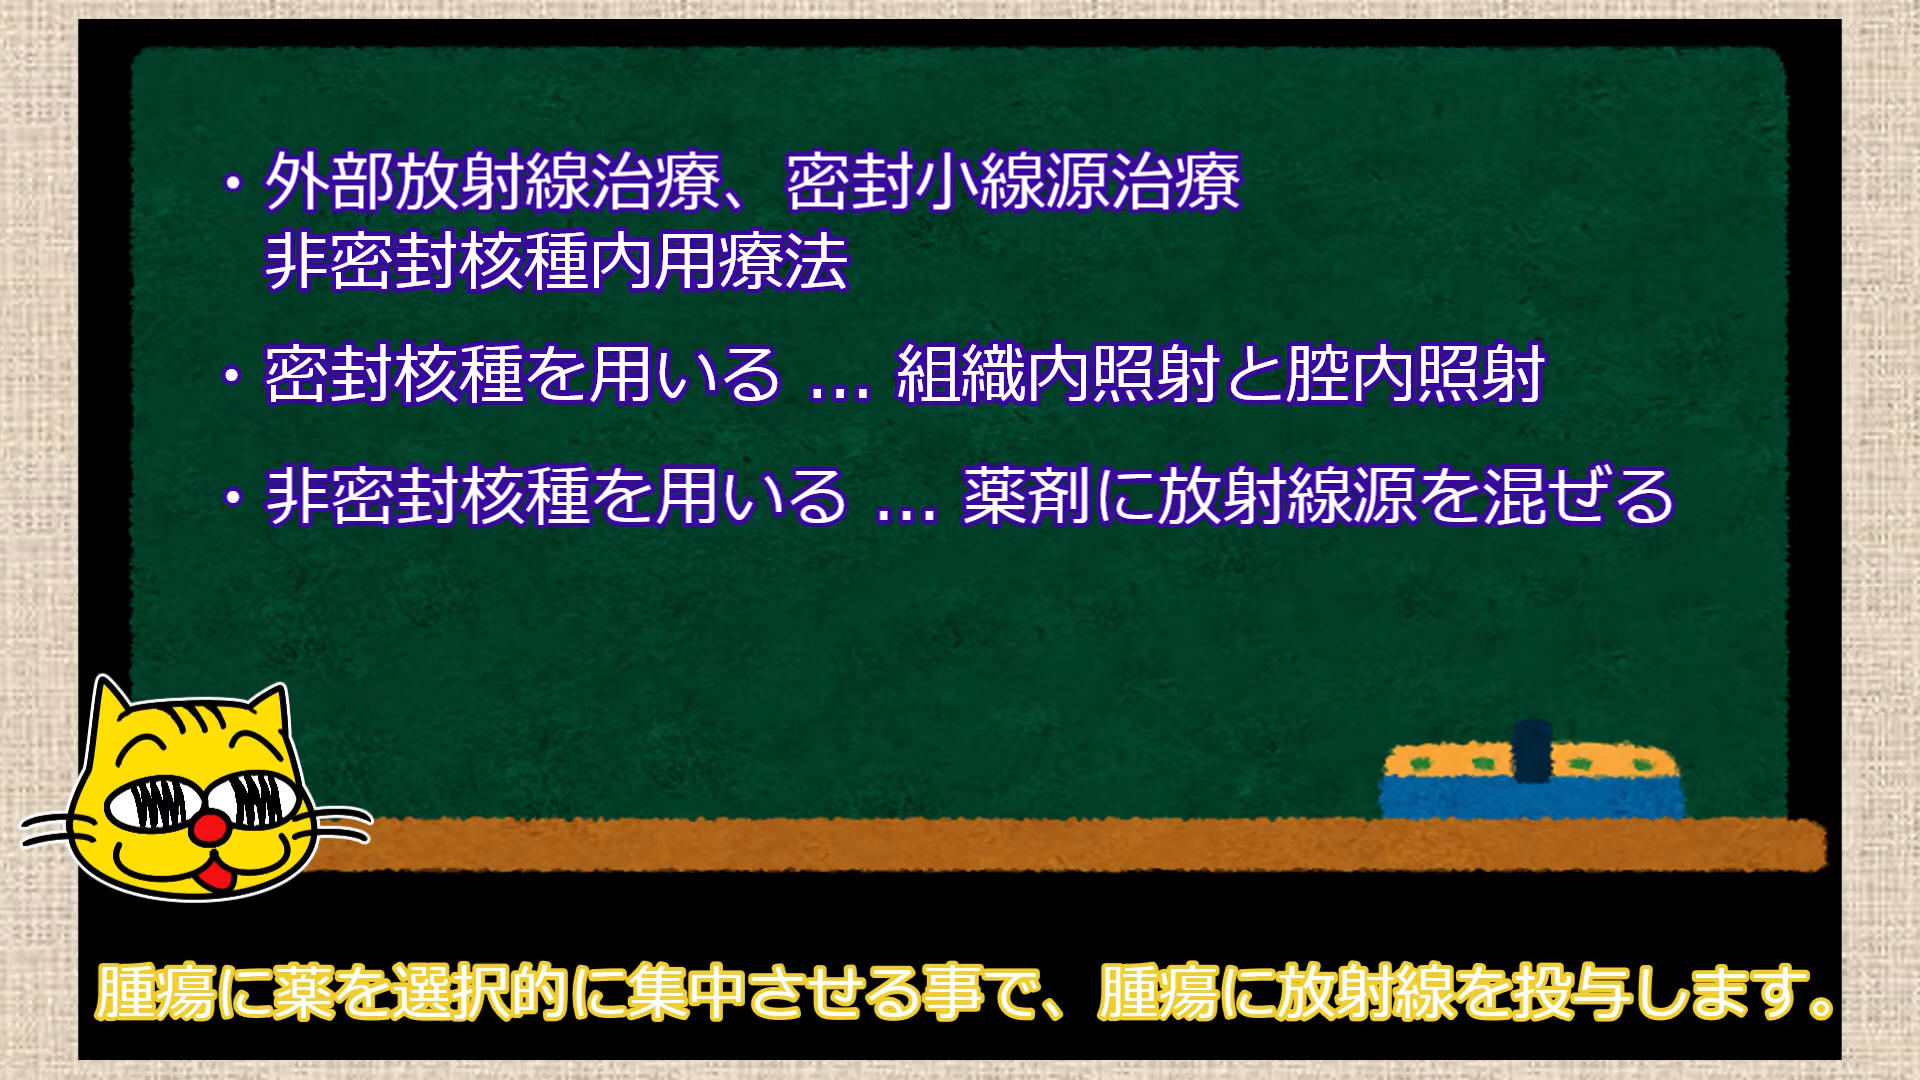 ・外部放射線治療、密封小線源治療
非密封核種内用療法
・密封核種を用いる … 組織内照射と腔内照射
・非密封核種を用いる … 薬剤に放射線源を混ぜる
腫瘍に薬を選択的に集中させる事で、腫瘍に放射線を投与します。